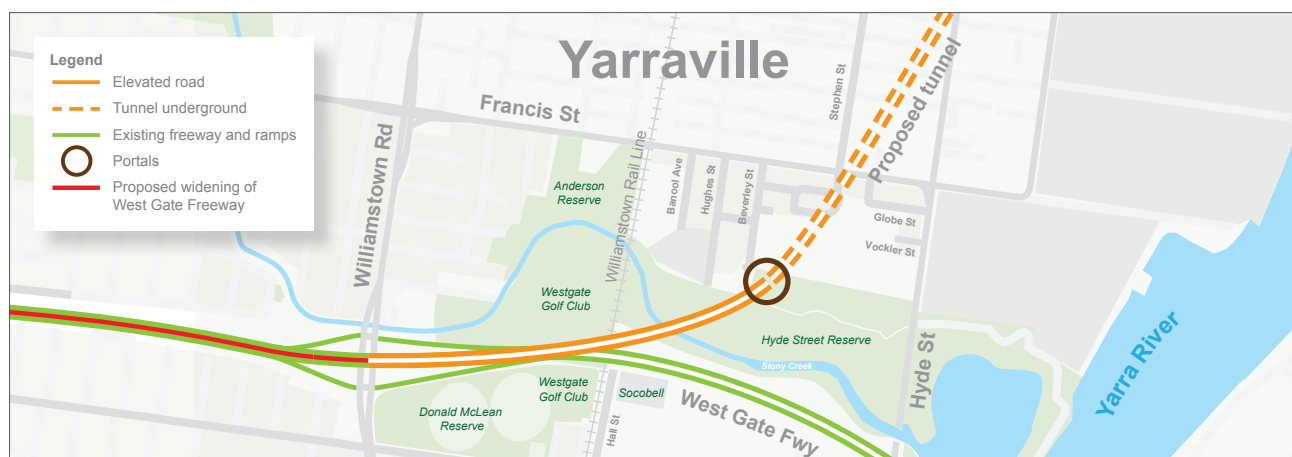 Legend
Elevated road
Tunnel underground
Existing freeway and ramps
Portals
Proposed widening of
West Gate Freeway
Yarraville
Francis St
Williamstown Rd
Williamstown Rail Line
Stephen St
Proposed tunnel
Anderson
Reserve
Banool Ave
Hughes St
Beverley St
Globe St
Vockler St
Westgate
Golf Club
Hyde Street Reserve
Stony Creek
Hyde St
Yarra River
Westgate
Golf Club
Socobell
West Gate Fwy
Donald McLean
Reserve
Hall St